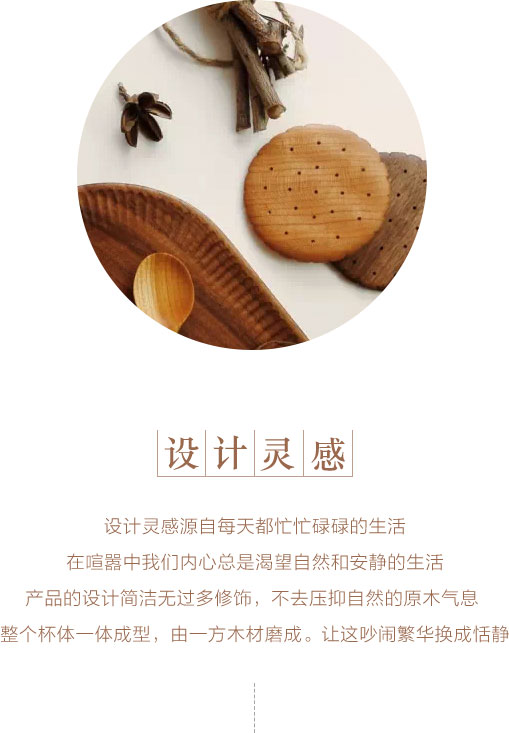 设计灵感
设计灵感源自每天都忙忙碌碌的生活
在喧嚣中我们内心总是渴望自然和安静的生活
产品的设计简洁无过多修饰，不去压抑自然的原木气息
整个杯体一体成型，由一方木材磨成。让这吵闹繁华换成恬静